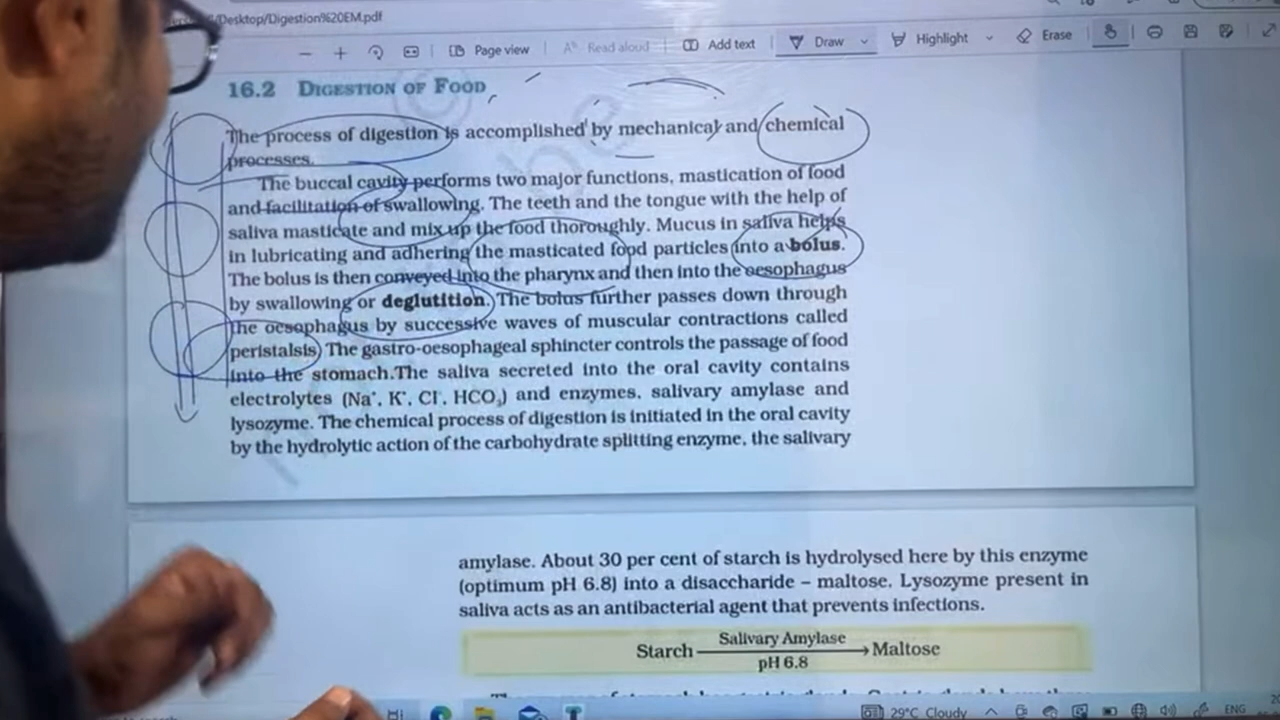 /Desktop/Digestion%20EM.pdf
Page view
Read aloud
Add text
Draw
Highlight
Erase
16.2 DIGESTION OF FOOD
The process of digestion is accomplished by mechanical and chemical
processes.
The buccal cavity performs two major functions, mastication of food
and facilitation of swallowing. The teeth and the tongue with the help of
saliva masticate and mix up the food thoroughly. Mucus in saliva helps
in lubricating and adhering the masticated food particles into a bolus.
The bolus is then conveyed into the pharynx and then into the oesophagus
by swallowing or deglutition. The bolus further passes down through
the oesophagus by successive waves of muscular contractions called
peristalsis. The gastro-oesophageal sphincter controls the passage of food
into the stomach.The saliva secreted into the oral cavity contains
electrolytes (Na⁺, K⁺, Cl⁻, HCO₃) and enzymes, salivary amylase and
lysozyme. The chemical process of digestion is initiated in the oral cavity
by the hydrolytic action of the carbohydrate splitting enzyme, the salivary
amylase. About 30 per cent of starch is hydrolysed here by this enzyme
(optimum pH 6.8) into a disaccharide – maltose. Lysozyme present in
saliva acts as an antibacterial agent that prevents infections.
Salivary Amylase
Starch → Maltose
pH 6.8
29°C Cloudy
ENG